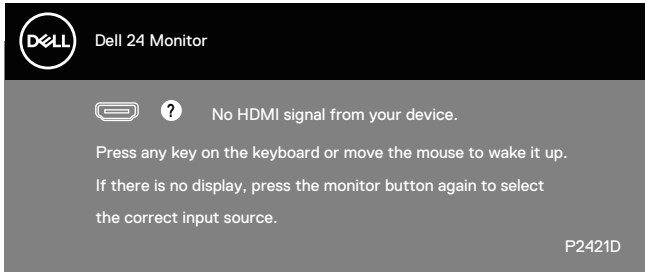 DELL
Dell 24 Monitor
? No HDMI signal from your device.
Press any key on the keyboard or move the mouse to wake it up.
If there is no display, press the monitor button again to select
the correct input source.
P2421D